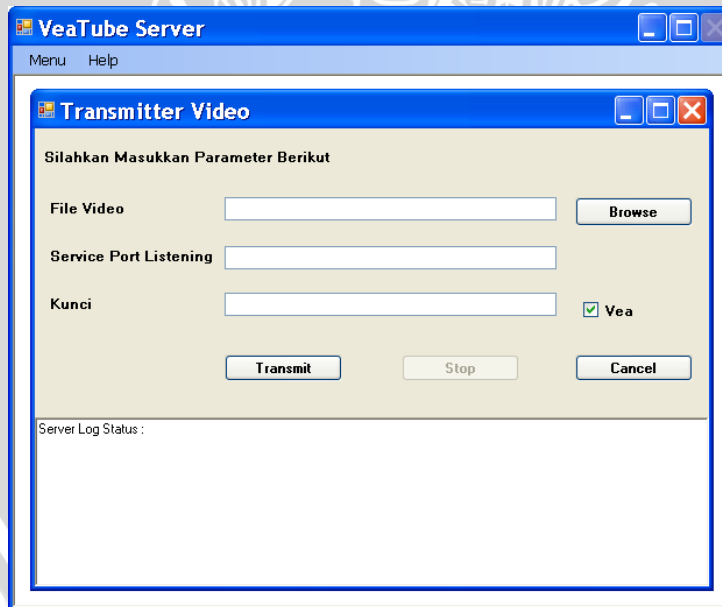 VeaTube Server
Menu Help
Transmitter Video
Silahkan Masukkan Parameter Berikut
File Video Browse
Service Port Listening
Kunci Vea
Transmit Stop Cancel
Server Log Status :